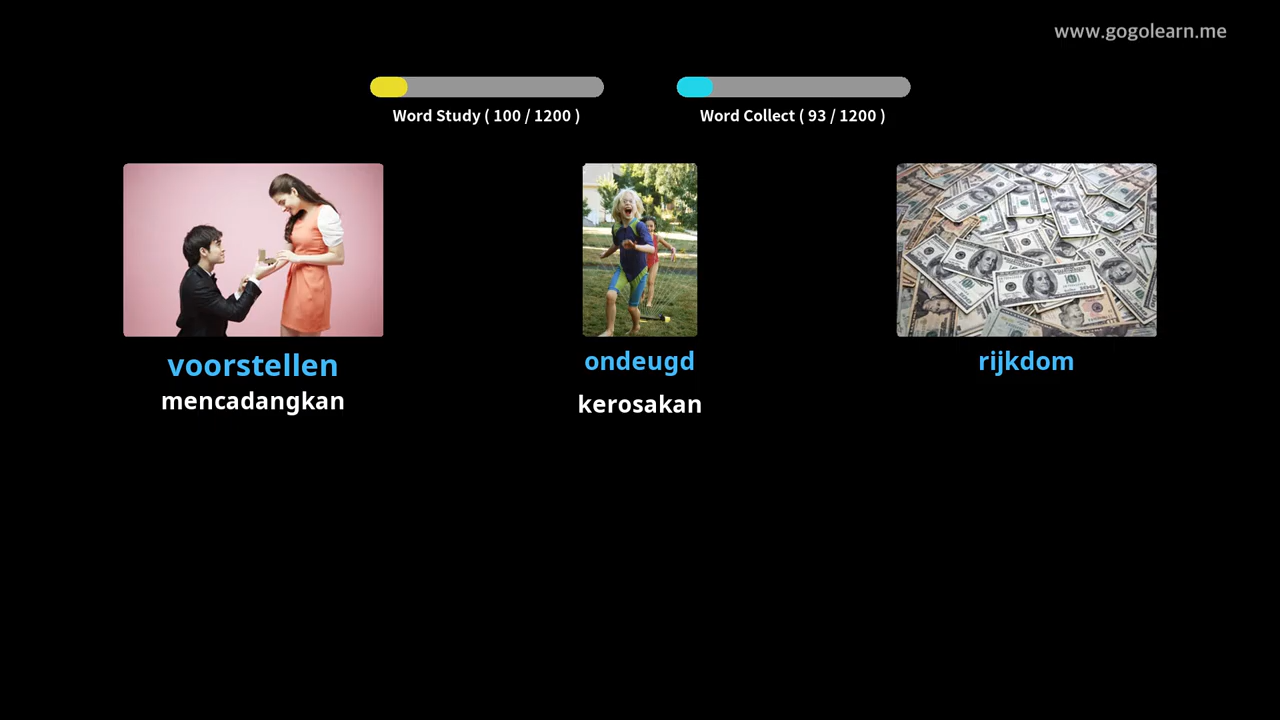 www.gogolearn.me
Word Study ( 100 / 1200 )
Word Collect ( 93 / 1200 )
voorstellen
mencadangkan
ondeugd
kerosakan
rijkdom